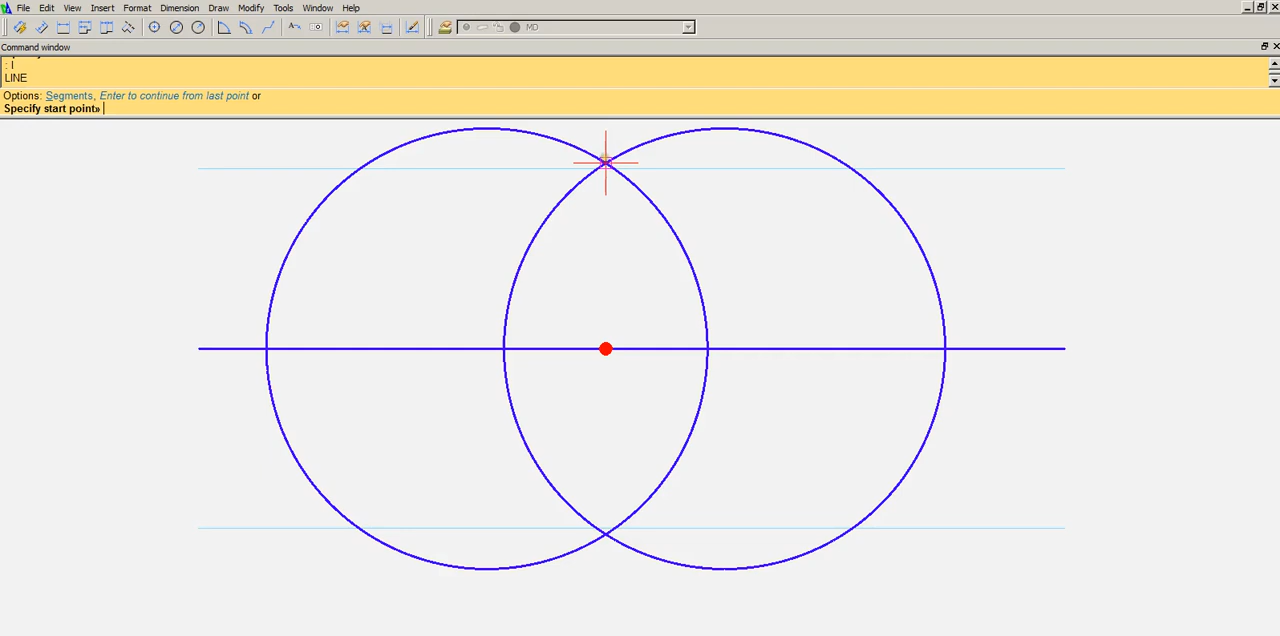 File Edit View Insert Format Dimension Draw Modify Tools Window Help
MD
Command window
: l
LINE
Options: Segments, Enter to continue from last point or
Specify start point»